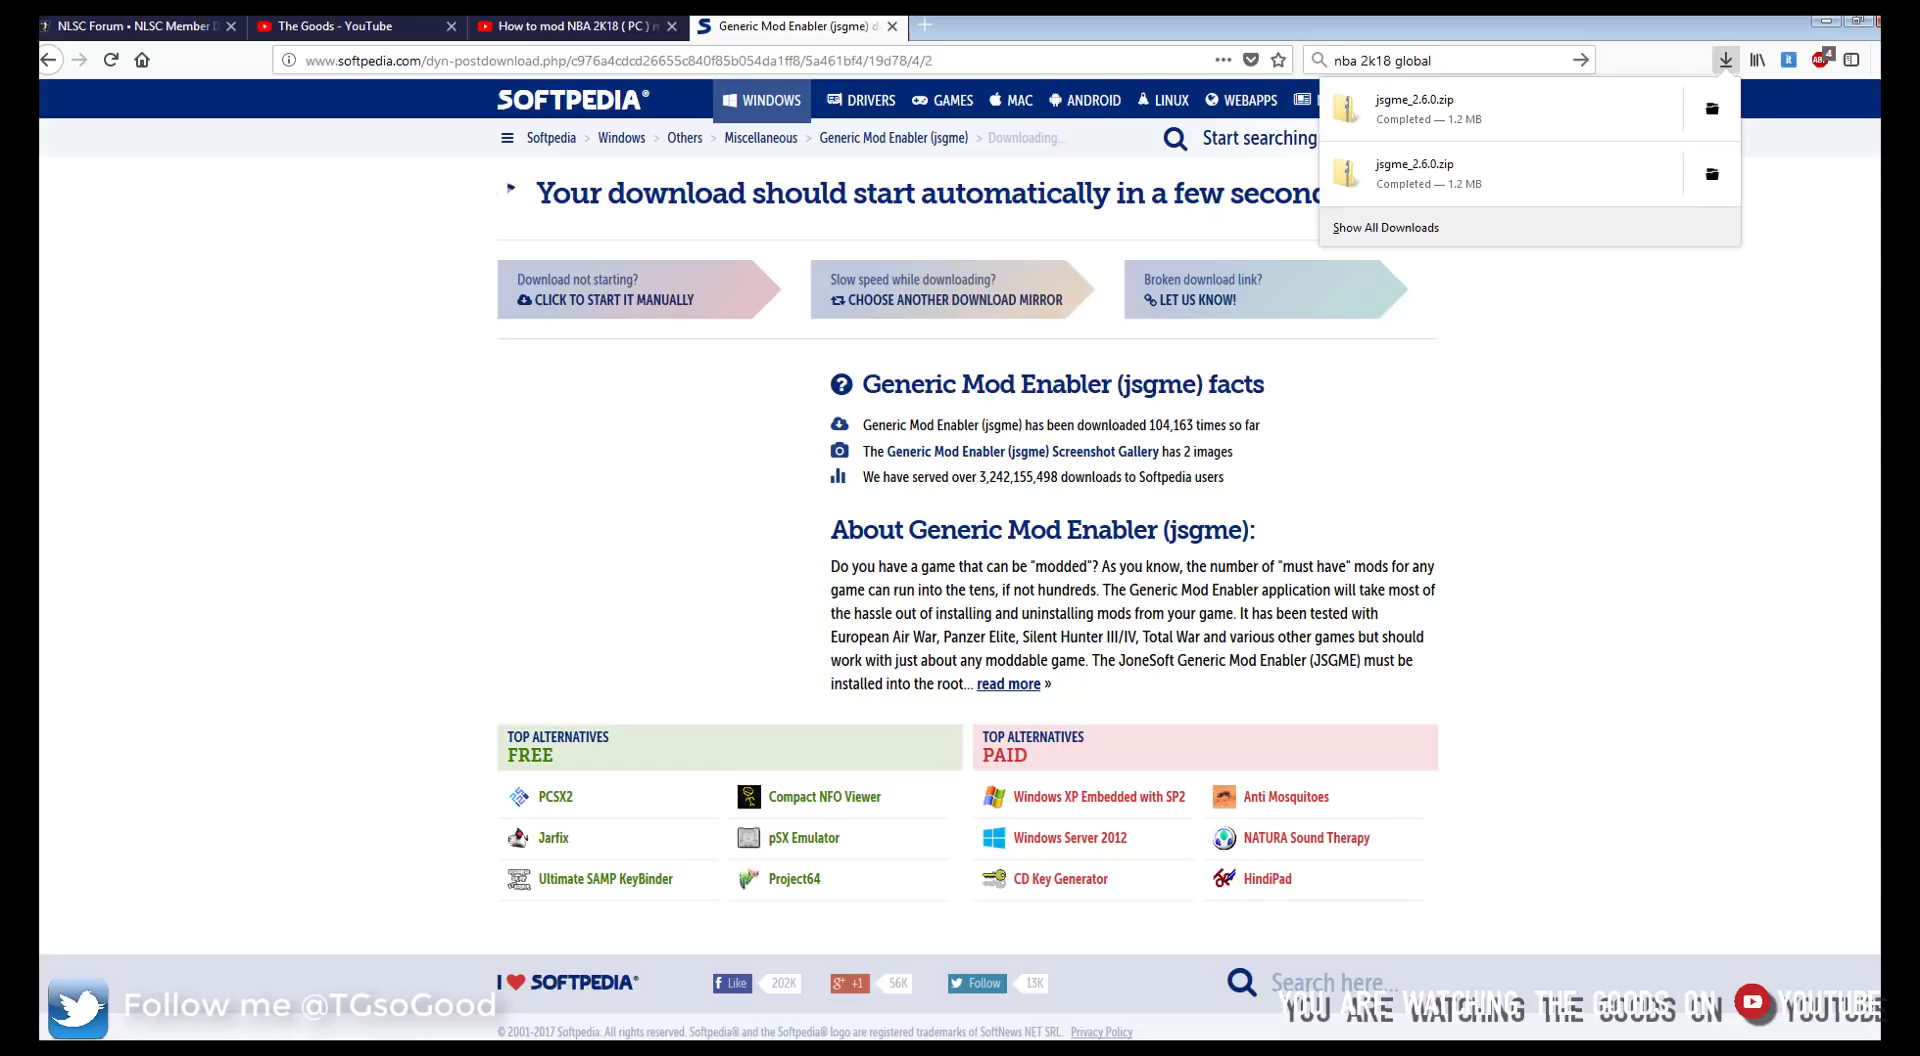 NLSC Forum • NLSC Member D
The Goods - YouTube
How to mod NBA 2K18 ( PC )
Generic Mod Enabler (jsgme) d
www.softpedia.com/dyn-postdownload.php/c976a4cdcd26655c840f85b054da1ff8/5a461bf4/19d78/4/2
nba 2k18 global
4
SOFTPEDIA®
WINDOWS
DRIVERS
GAMES
MAC
ANDROID
LINUX
WEBAPPS
jsgme_2.6.0.zip
Completed — 1.2 MB
jsgme_2.6.0.zip
Completed — 1.2 MB
Show All Downloads
Softpedia > Windows > Others > Miscellaneous > Generic Mod Enabler (jsgme) > Downloading...
Start searching
Your download should start automatically in a few secon
Download not starting?
CLICK TO START IT MANUALLY
Slow speed while downloading?
CHOOSE ANOTHER DOWNLOAD MIRROR
Broken download link?
LET US KNOW!
Generic Mod Enabler (jsgme) facts
Generic Mod Enabler (jsgme) has been downloaded 104,163 times so far
The Generic Mod Enabler (jsgme) Screenshot Gallery has 2 images
We have served over 3,242,155,498 downloads to Softpedia users
About Generic Mod Enabler (jsgme):
Do you have a game that can be "modded"? As you know, the number of "must have" mods for any
game can run into the tens, if not hundreds. The Generic Mod Enabler application will take most of
the hassle out of installing and uninstalling mods from your game. It has been tested with
European Air War, Panzer Elite, Silent Hunter III/IV, Total War and various other games but should
work with just about any moddable game. The JoneSoft Generic Mod Enabler (JSGME) must be
installed into the root... read more »
TOP ALTERNATIVES
FREE
TOP ALTERNATIVES
PAID
PCSX2
Compact NFO Viewer
Windows XP Embedded with SP2
Anti Mosquitoes
Jarfix
pSX Emulator
Windows Server 2012
NATURA Sound Therapy
Ultimate SAMP KeyBinder
Project64
CD Key Generator
HindiPad
I ♥ SOFTPEDIA®
Like 202K
+1 56K
Follow 13K
Search here...
Follow me @TGsoGood
YOU ARE WATCHING THE GOODS ON YOUTUBE
© 2001-2017 Softpedia. All rights reserved. Softpedia® and the Softpedia® logo are registered trademarks of SoftNews NET SRL. Privacy Policy